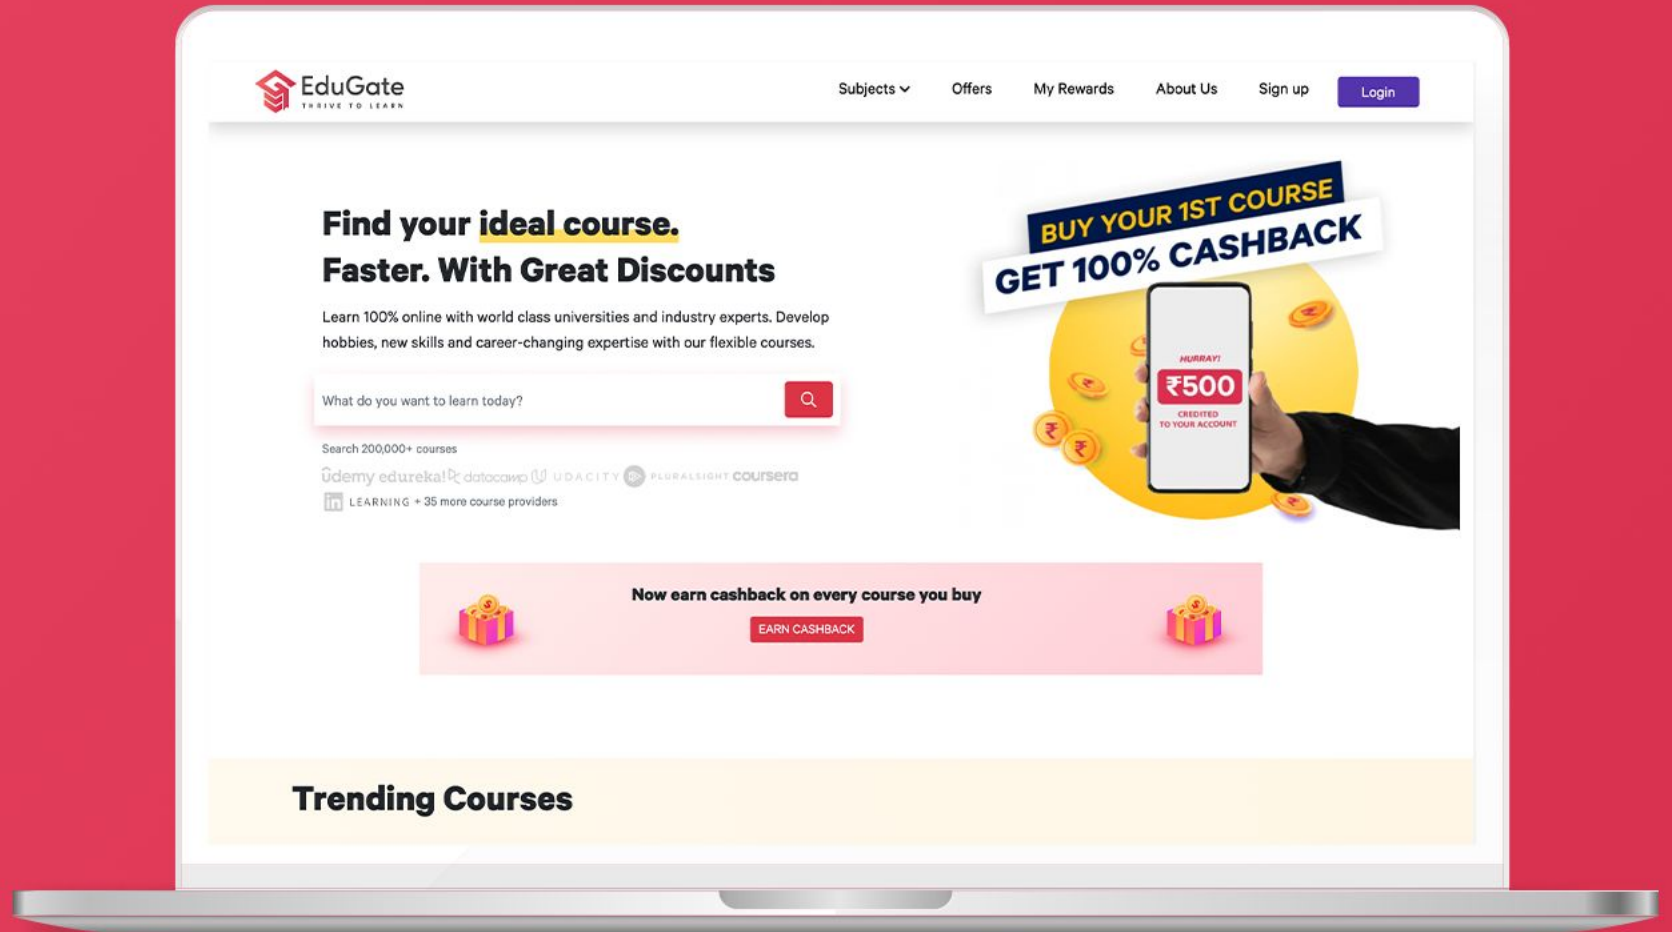 EduGate
THRIVE TO LEARN
Subjects
Offers
My Rewards
About Us
Sign up
Login
Find your ideal course.
Faster. With Great Discounts
Learn 100% online with world class universities and industry experts. Develop
hobbies, new skills and career-changing expertise with our flexible courses.
What do you want to learn today?
Search 200,000+ courses
ûdemy edureka! datacamp UDACITY PLURALSIGHT coursera
in LEARNING + 35 more course providers
BUY YOUR 1ST COURSE
GET 100% CASHBACK
HURRAY!
₹500
CREDITED
TO YOUR ACCOUNT
Now earn cashback on every course you buy
EARN CASHBACK
Trending Courses